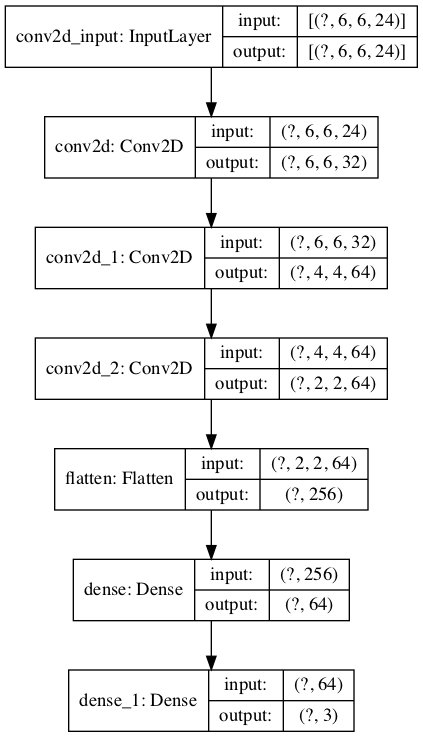 conv2d_input: InputLayer
input: [(?, 6, 6, 24)]
output: [(?, 6, 6, 24)]
conv2d: Conv2D
input: (?, 6, 6, 24)
output: (?, 6, 6, 32)
conv2d_1: Conv2D
input: (?, 6, 6, 32)
output: (?, 4, 4, 64)
conv2d_2: Conv2D
input: (?, 4, 4, 64)
output: (?, 2, 2, 64)
flatten: Flatten
input: (?, 2, 2, 64)
output: (?, 256)
dense: Dense
input: (?, 256)
output: (?, 64)
dense_1: Dense
input: (?, 64)
output: (?, 3)